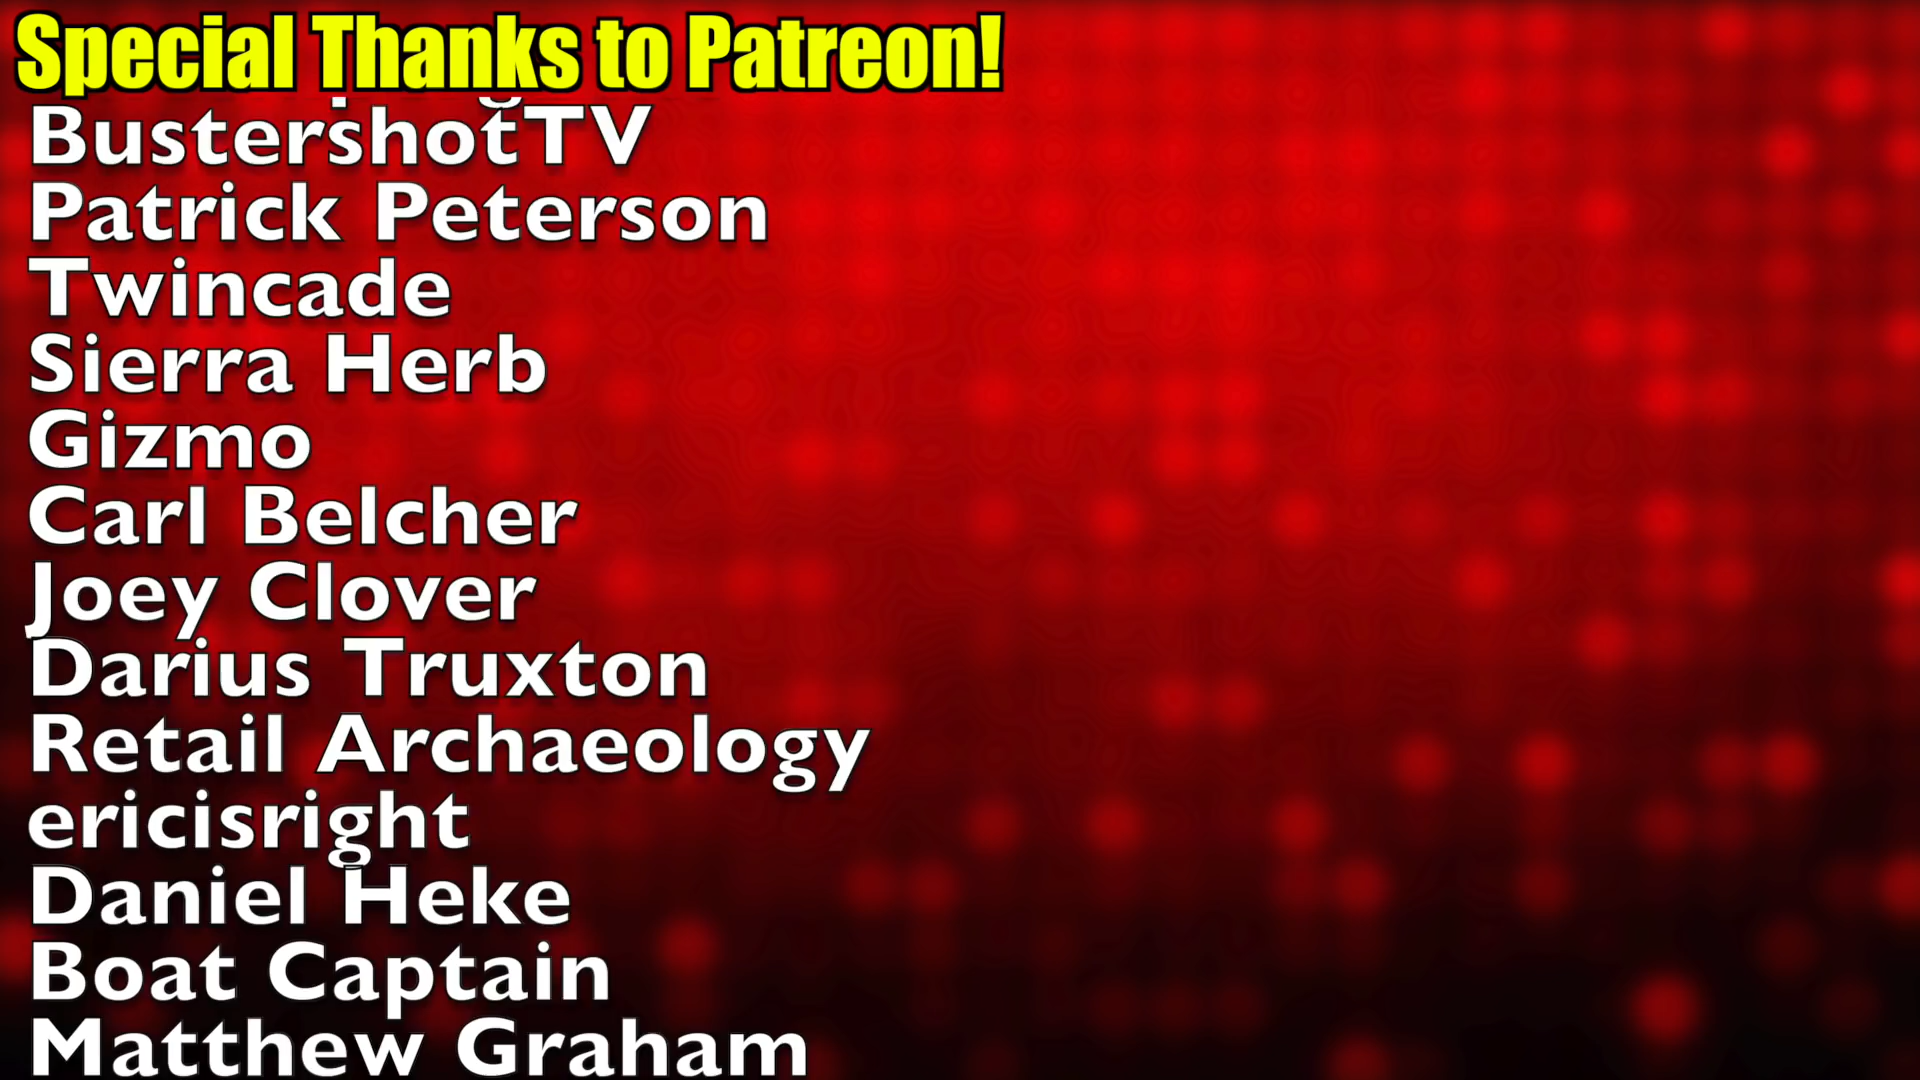 Special Thanks to Patreon!
BustershotTV
Patrick Peterson
Twincade
Sierra Herb
Gizmo
Carl Belcher
Joey Clover
Darius Truxton
Retail Archaeology
ericisright
Daniel Heke
Boat Captain
Matthew Graham